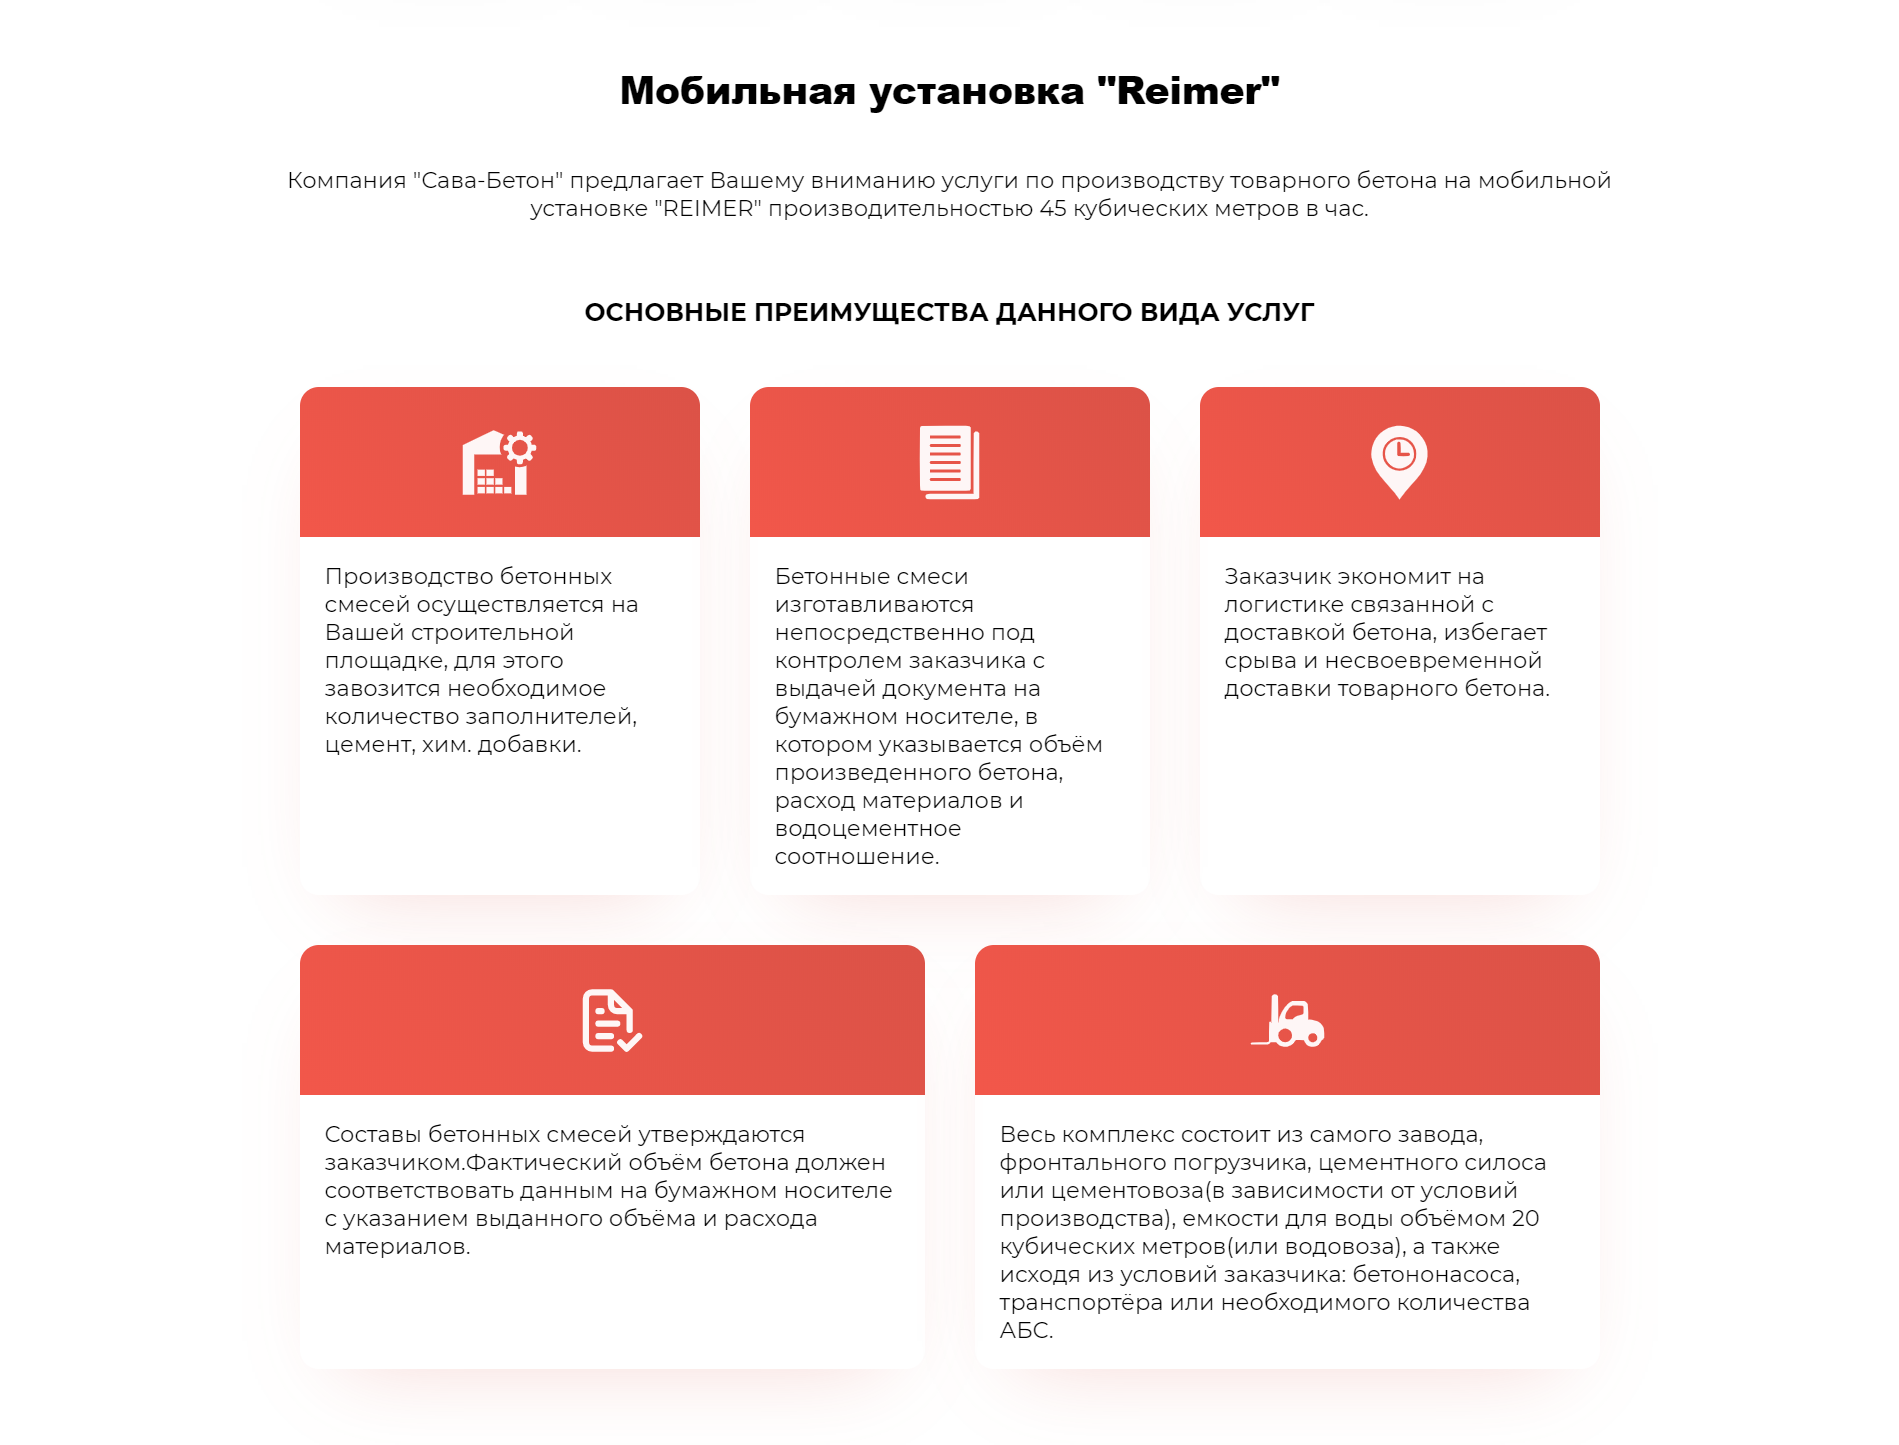 Мобильная установка "Reimer"
Компания "Сава-Бетон" предлагает Вашему вниманию услуги по производству товарного бетона на мобильной
установке "REIMER" производительностью 45 кубических метров в час.
ОСНОВНЫЕ ПРЕИМУЩЕСТВА ДАННОГО ВИДА УСЛУГ
Производство бетонных
смесей осуществляется на
Вашей строительной
площадке, для этого
завозится необходимое
количество заполнителей,
цемент, хим. добавки.
Бетонные смеси
изготавливаются
непосредственно под
контролем заказчика с
выдачей документа на
бумажном носителе, в
котором указывается объём
произведенного бетона,
расход материалов и
водоцементное
соотношение.
Заказчик экономит на
логистике связанной с
доставкой бетона, избегает
срыва и несвоевременной
доставки товарного бетона.
Составы бетонных смесей утверждаются
заказчиком.Фактический объём бетона должен
соответствовать данным на бумажном носителе
с указанием выданного объёма и расхода
материалов.
Весь комплекс состоит из самого завода,
фронтального погрузчика, цементного силоса
или цементовоза(в зависимости от условий
производства), емкости для воды объёмом 20
кубических метров(или водовоза), а также
исходя из условий заказчика: бетононасоса,
транспортёра или необходимого количества
АБС.